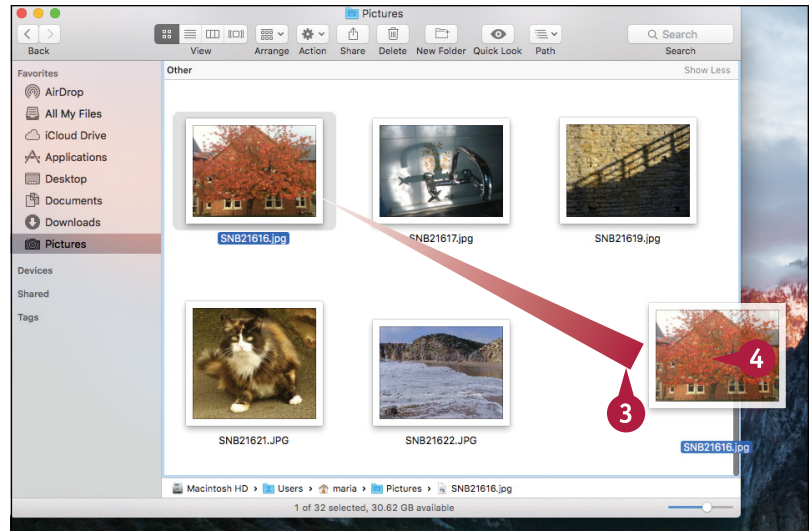 Pictures
Back View Arrange Action Share Delete New Folder Quick Look Path Search
Search
Favorites
AirDrop
All My Files
iCloud Drive
Applications
Desktop
Documents
Downloads
Pictures
Devices
Shared
Tags
Other Show Less
SNB21616.jpg SNB21617.jpg SNB21619.jpg
4
3
SNB21621.JPG SNB21622.JPG SNB21616.jpg
Macintosh HD › Users › maria › Pictures › SNB21616.jpg
1 of 32 selected, 30.62 GB available